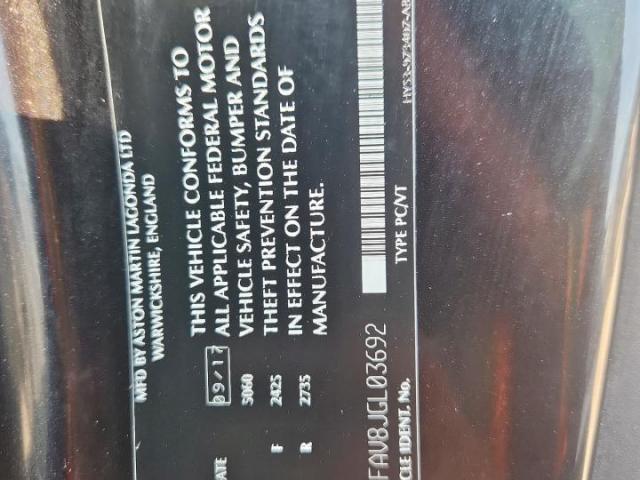 MFD BY ASTON MARTIN LAGONDA LTD
WARWICKSHIRE, ENGLAND
ATE 09/17
5060
F 2425
R 2735
THIS VEHICLE CONFORMS TO
ALL APPLICABLE FEDERAL MOTOR
VEHICLE SAFETY, BUMPER AND
THEFT PREVENTION STANDARDS
IN EFFECT ON THE DATE OF
MANUFACTURE.
FAV8JGL03692
CLE IDENT. No.
TYPE PC/VT